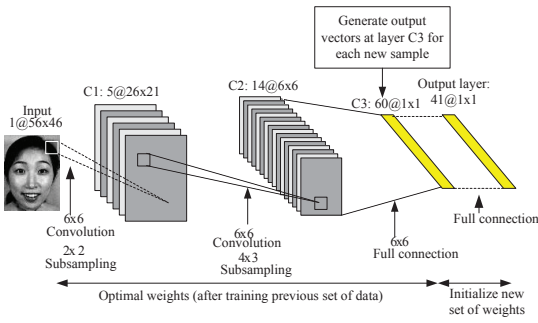 Generate output
vectors at layer C3 for
each new sample
C1: 5@26x21
C2: 14@6x6
C3: 60@1x1
Output layer:
41@1x1
Input
1@56x46
6x6
Convolution
2x 2
Subsampling
6x6
Convolution
4x3
Subsampling
6x6
Full connection
Full connection
Optimal weights (after training previous set of data)
Initialize new
set of weights